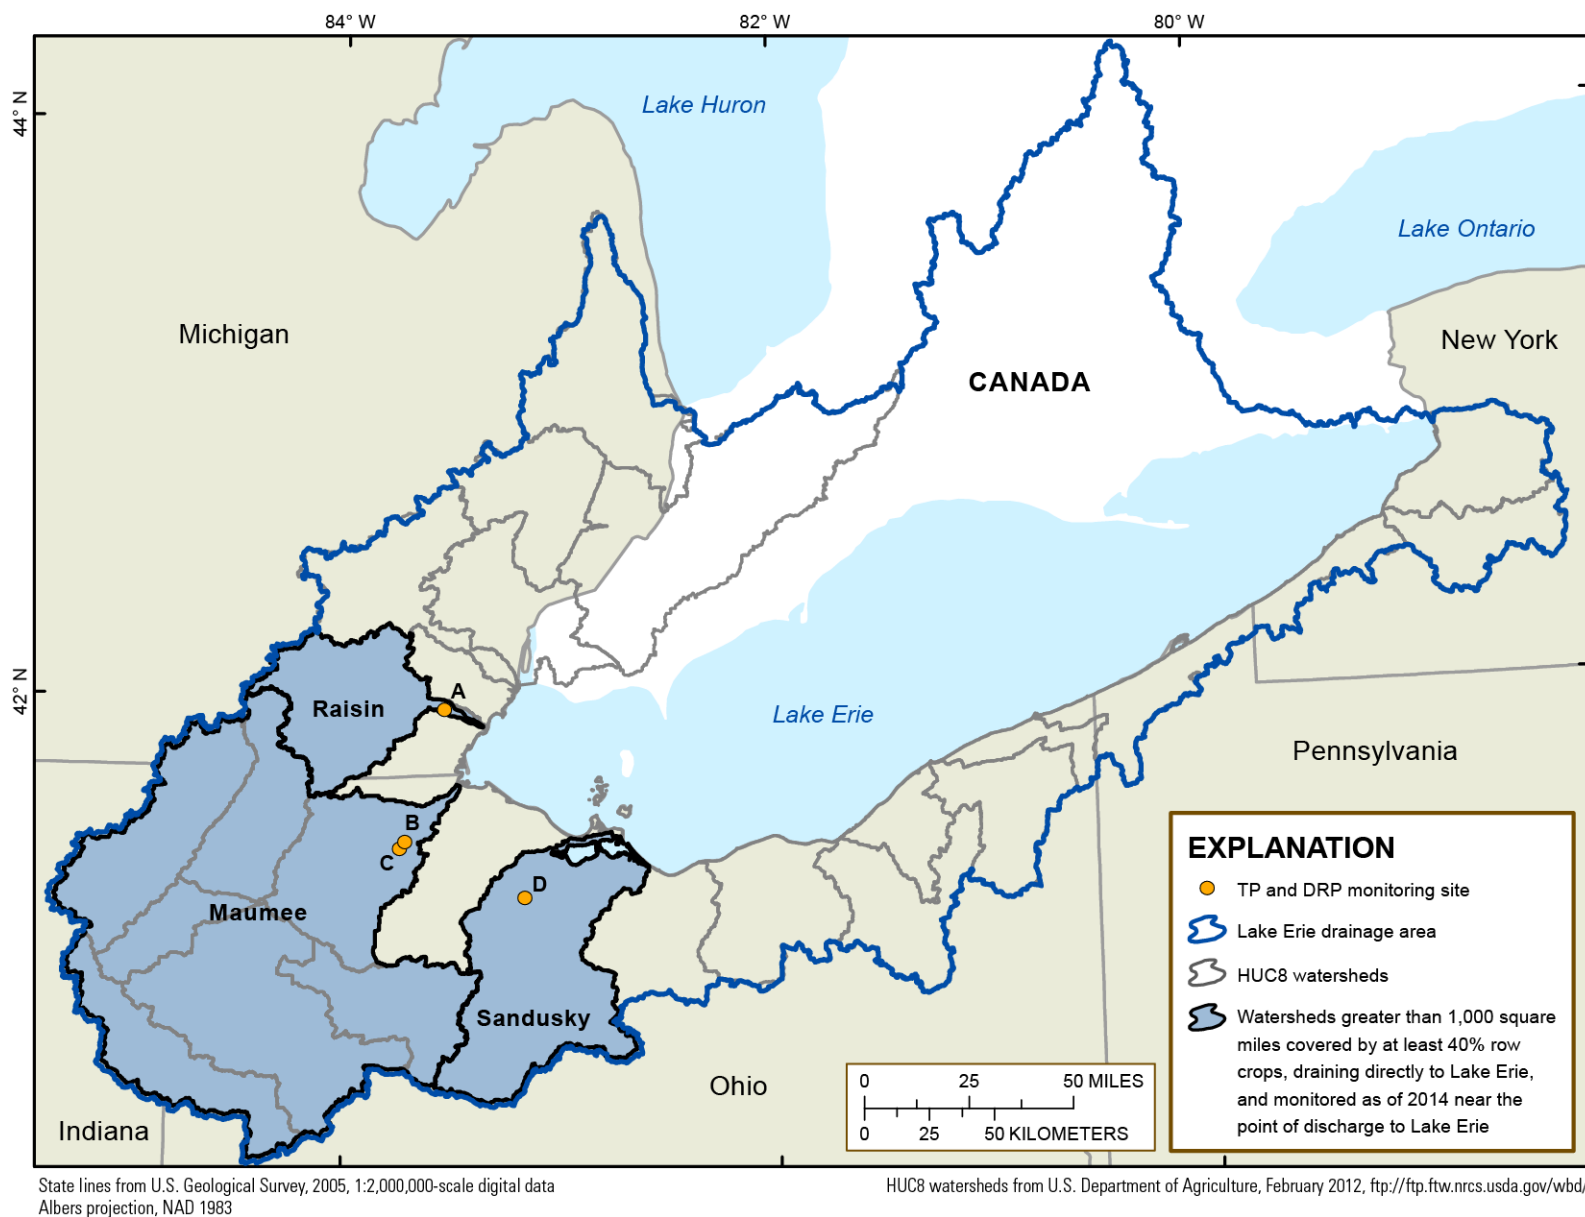 84° W
82° W
80° W
44° N
Lake Huron
Lake Ontario
Michigan
New York
CANADA
42° N
A
Raisin
Lake Erie
Pennsylvania
B
C
D
Maumee
Sandusky
Ohio
Indiana
EXPLANATION
TP and DRP monitoring site
Lake Erie drainage area
HUC8 watersheds
Watersheds greater than 1,000 square
miles covered by at least 40% row
crops, draining directly to Lake Erie,
and monitored as of 2014 near the
point of discharge to Lake Erie
0 25 50 MILES
0 25 50 KILOMETERS
State lines from U.S. Geological Survey, 2005, 1:2,000,000-scale digital data
Albers projection, NAD 1983
HUC8 watersheds from U.S. Department of Agriculture, February 2012, ftp://ftp.ftw.nrcs.usda.gov/wbd/